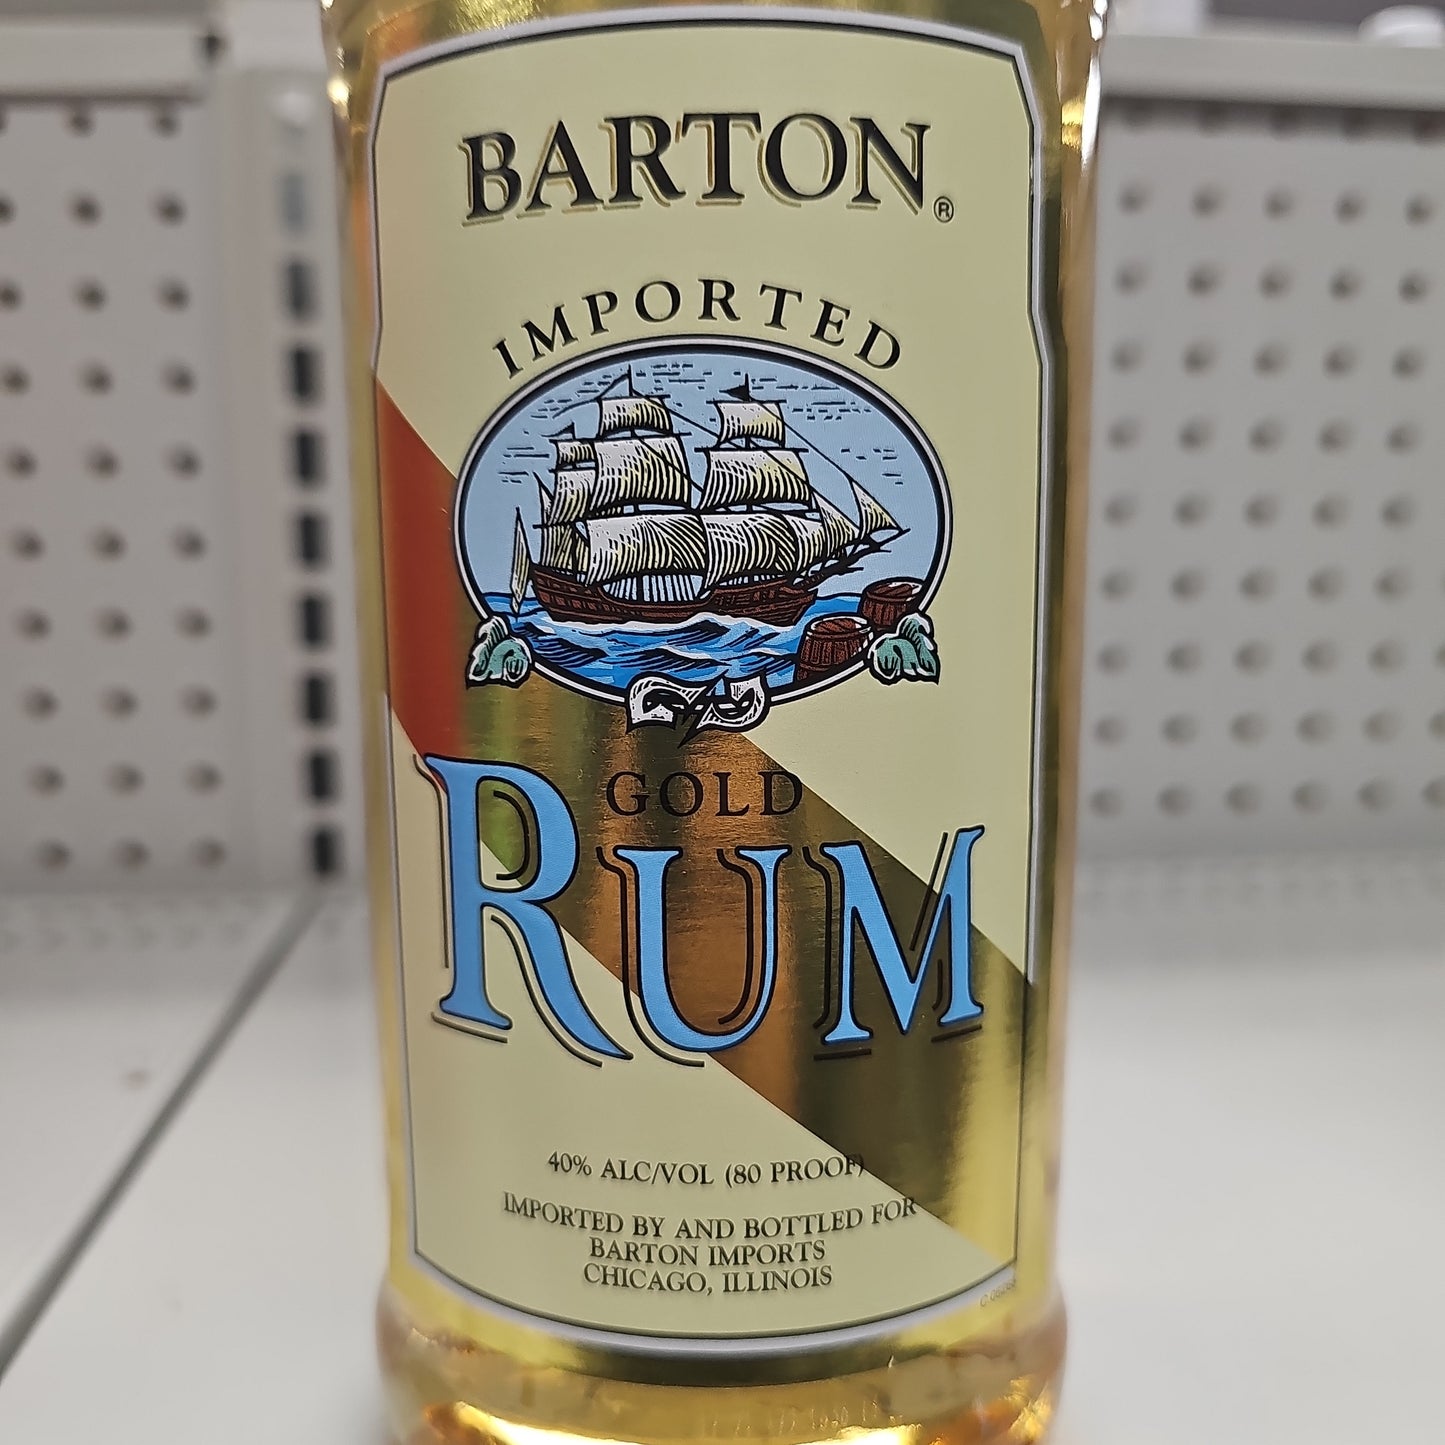 BARTON®
IMPORTED
GOLD
RUM
40% ALC/VOL (80 PROOF)
IMPORTED BY AND BOTTLED FOR
BARTON IMPORTS
CHICAGO, ILLINOIS